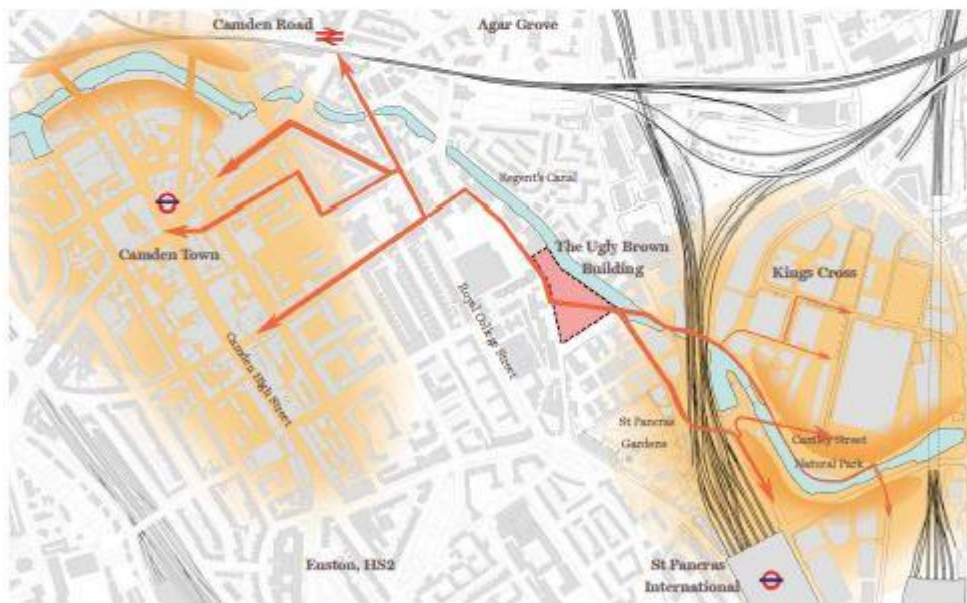 Camden Road
Agar Grove
Regent's Canal
The Ugly Brown
Building
Kings Cross
Camden Town
Royal College Street
Camden High Street
St Pancras
Gardens
Camley Street
Natural Park
Euston, HS2
St Pancras
International